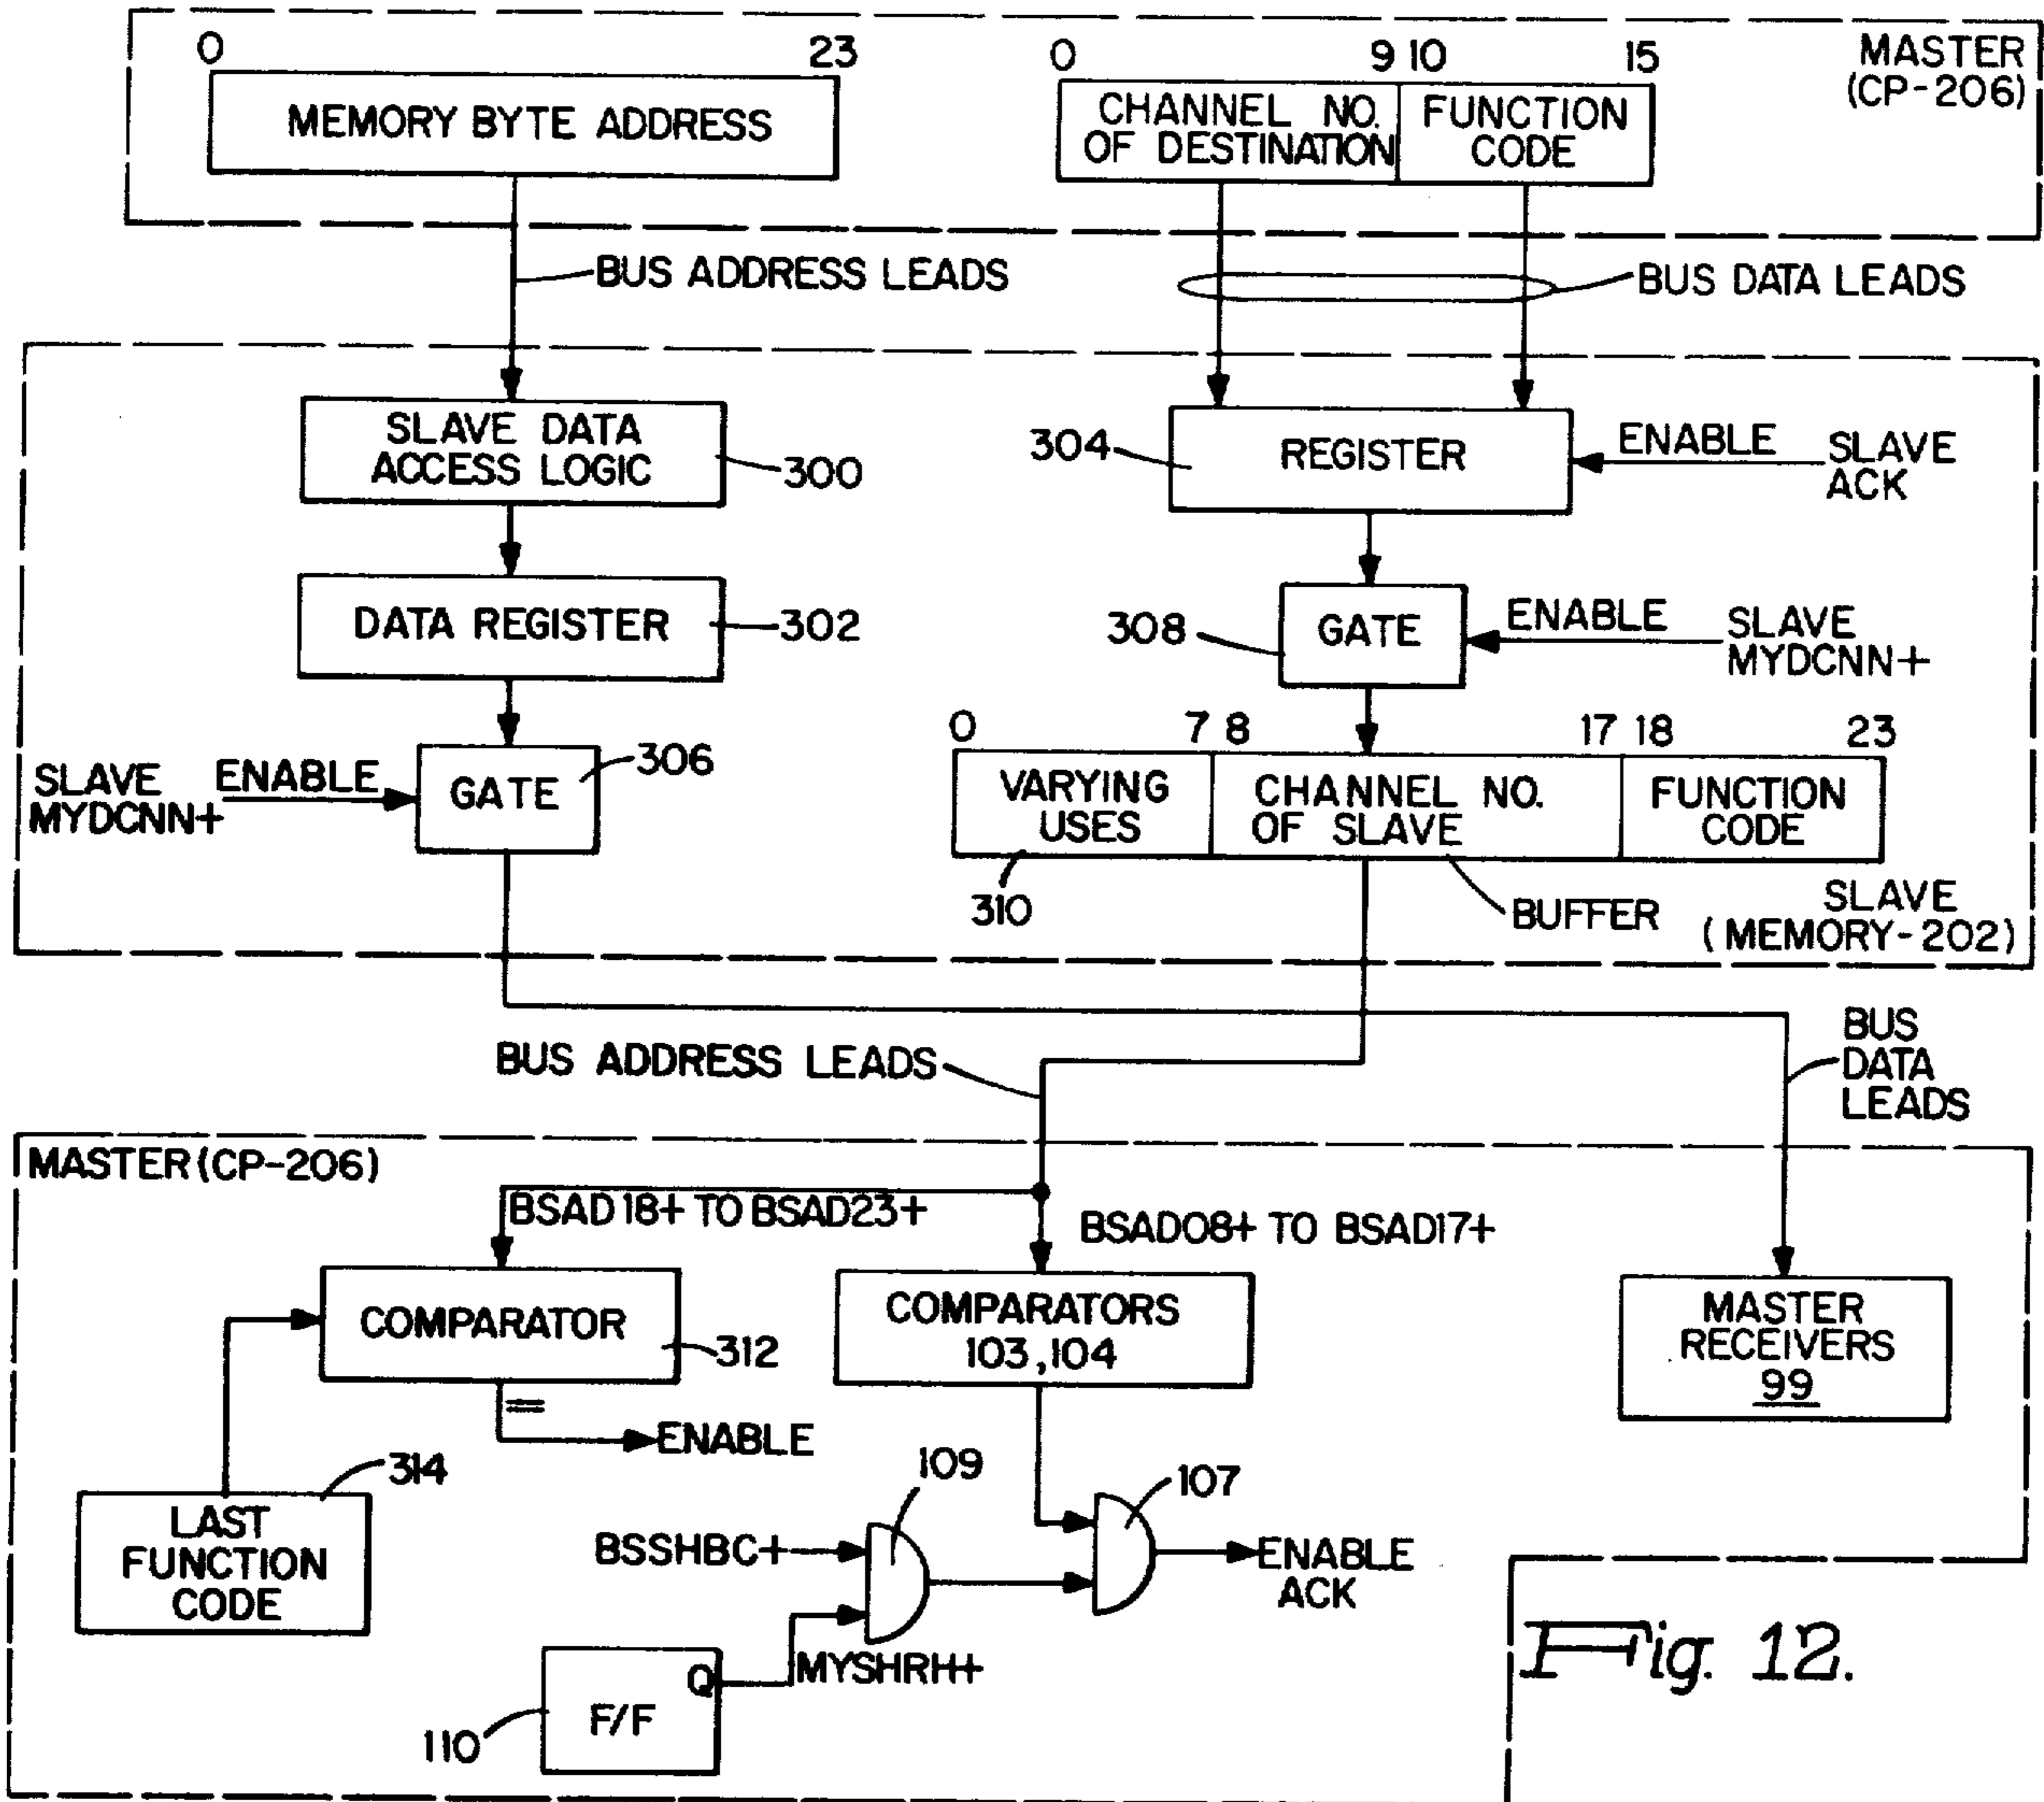 0 23 0 9 10 15
MASTER
(CP-206)
MEMORY BYTE ADDRESS
CHANNEL NO.
OF DESTINATION
FUNCTION
CODE
BUS ADDRESS LEADS
BUS DATA LEADS
SLAVE DATA
ACCESS LOGIC
300
304
REGISTER
ENABLE
SLAVE
ACK
DATA REGISTER
302
308
GATE
ENABLE
SLAVE
MYDCNN+
SLAVE
MYDCNN+
ENABLE
GATE
306
0 7 8 17 18 23
VARYING
USES
CHANNEL NO.
OF SLAVE
FUNCTION
CODE
310
BUFFER
SLAVE
(MEMORY-202)
BUS ADDRESS LEADS
BUS
DATA
LEADS
MASTER (CP-206)
BSAD18+ TO BSAD23+
BSAD08+ TO BSAD17+
COMPARATOR
312
COMPARATORS
103,104
MASTER
RECEIVERS
99
=
ENABLE
314
LAST
FUNCTION
CODE
109
107
BSSHBC+
ENABLE
ACK
MYSHRH+
Q
F/F
110
Fig. 12.